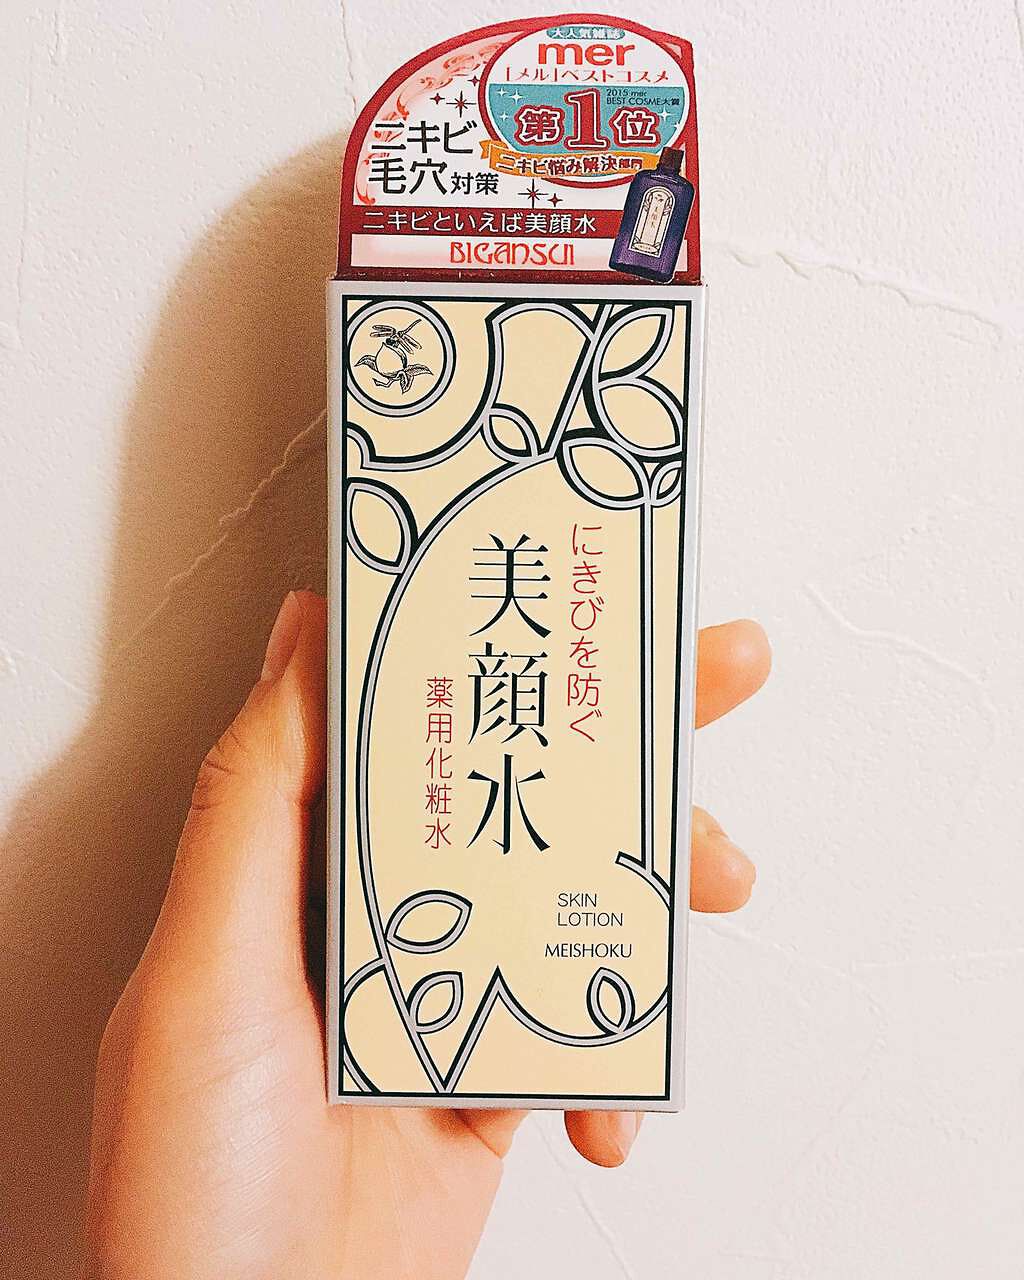 大人気雑誌
mer
[メル]ベストコスメ
2015 mer
BEST COSME大賞
第1位
ニキビ悩み解決部門
ニキビ
毛穴対策
ニキビといえば美顔水
BIGANSUI
にきびを防ぐ
美顔水
薬用化粧水
SKIN
LOTION
MEISHOKU